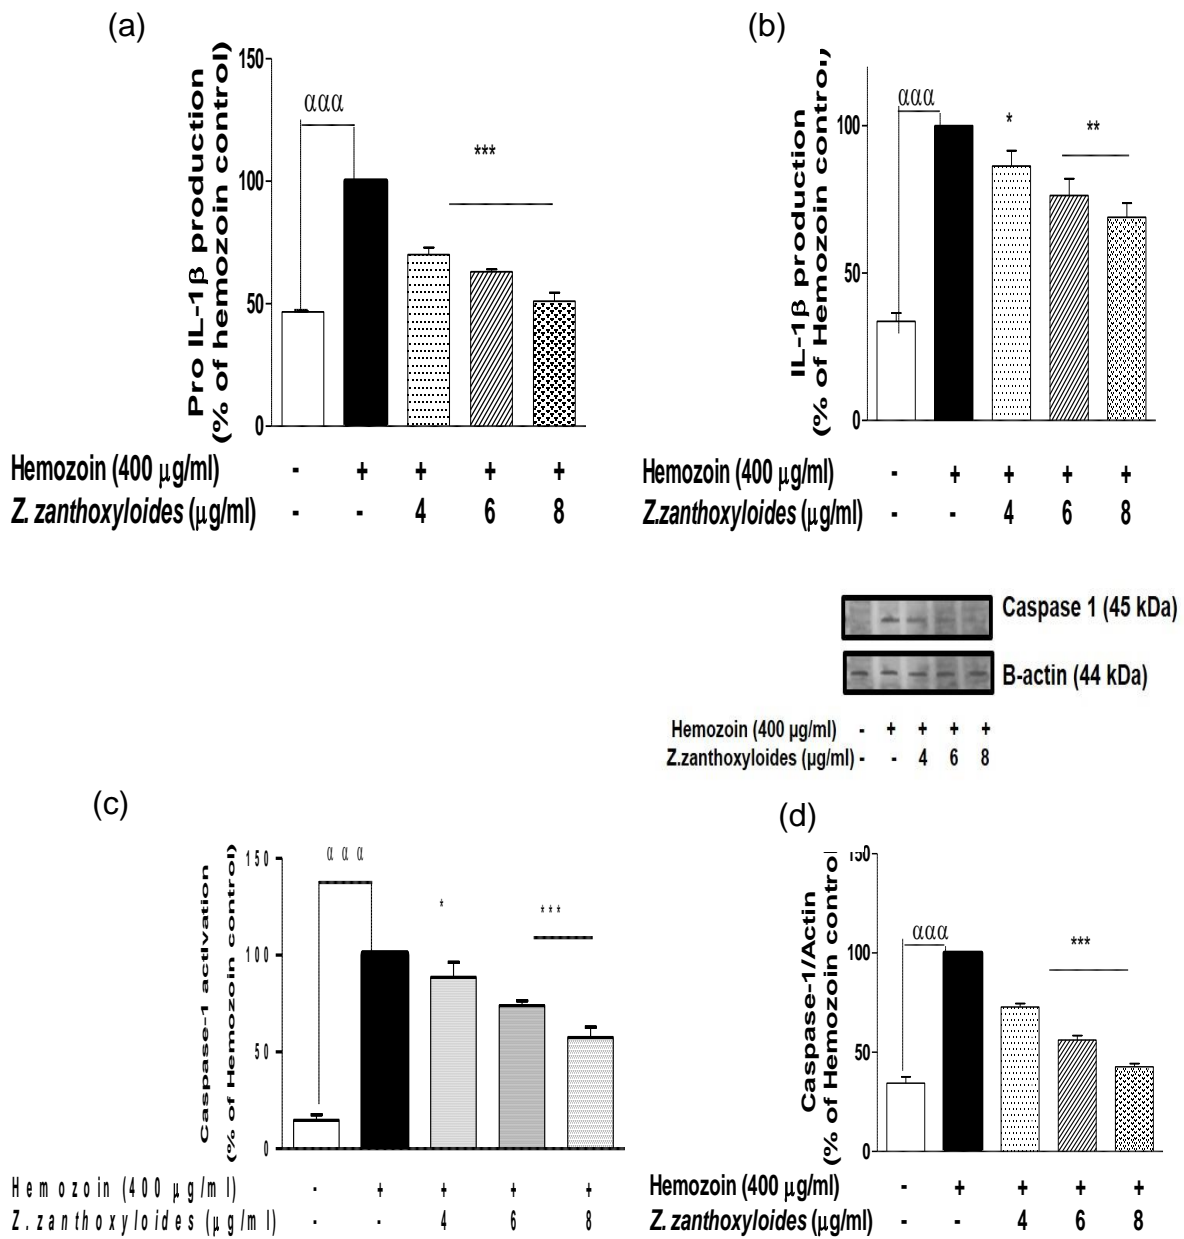 (a)
Pro IL-1β production
(% of hemozoin control)
150
100
50
0
ααα
***
Hemozoin (400 μg/ml) - + + + +
Z. zanthoxyloides (μg/ml) - - 4 6 8
(b)
IL-1β production
(% of Hemozoin control)
100
50
0
ααα
*
**
Hemozoin (400 μg/ml) - + + + +
Z.zanthoxyloides (μg/ml) - - 4 6 8
Caspase 1 (45 kDa)
B-actin (44 kDa)
Hemozoin (400 μg/ml) - + + + +
Z.zanthoxyloides (μg/ml) - - 4 6 8
(c)
Caspase-1 activation
(% of Hemozoin control)
150
100
50
0
α α α
*
***
Hemozoin (400 μg/ml) - + + + +
Z.zanthoxyloides (μg/ml) - - 4 6 8
(d)
Caspase-1/Actin
(% of Hemozoin control
150
100
50
0
ααα
***
Hemozoin (400 μg/ml) - + + + +
Z. zanthoxyloides (μg/ml) - - 4 6 8